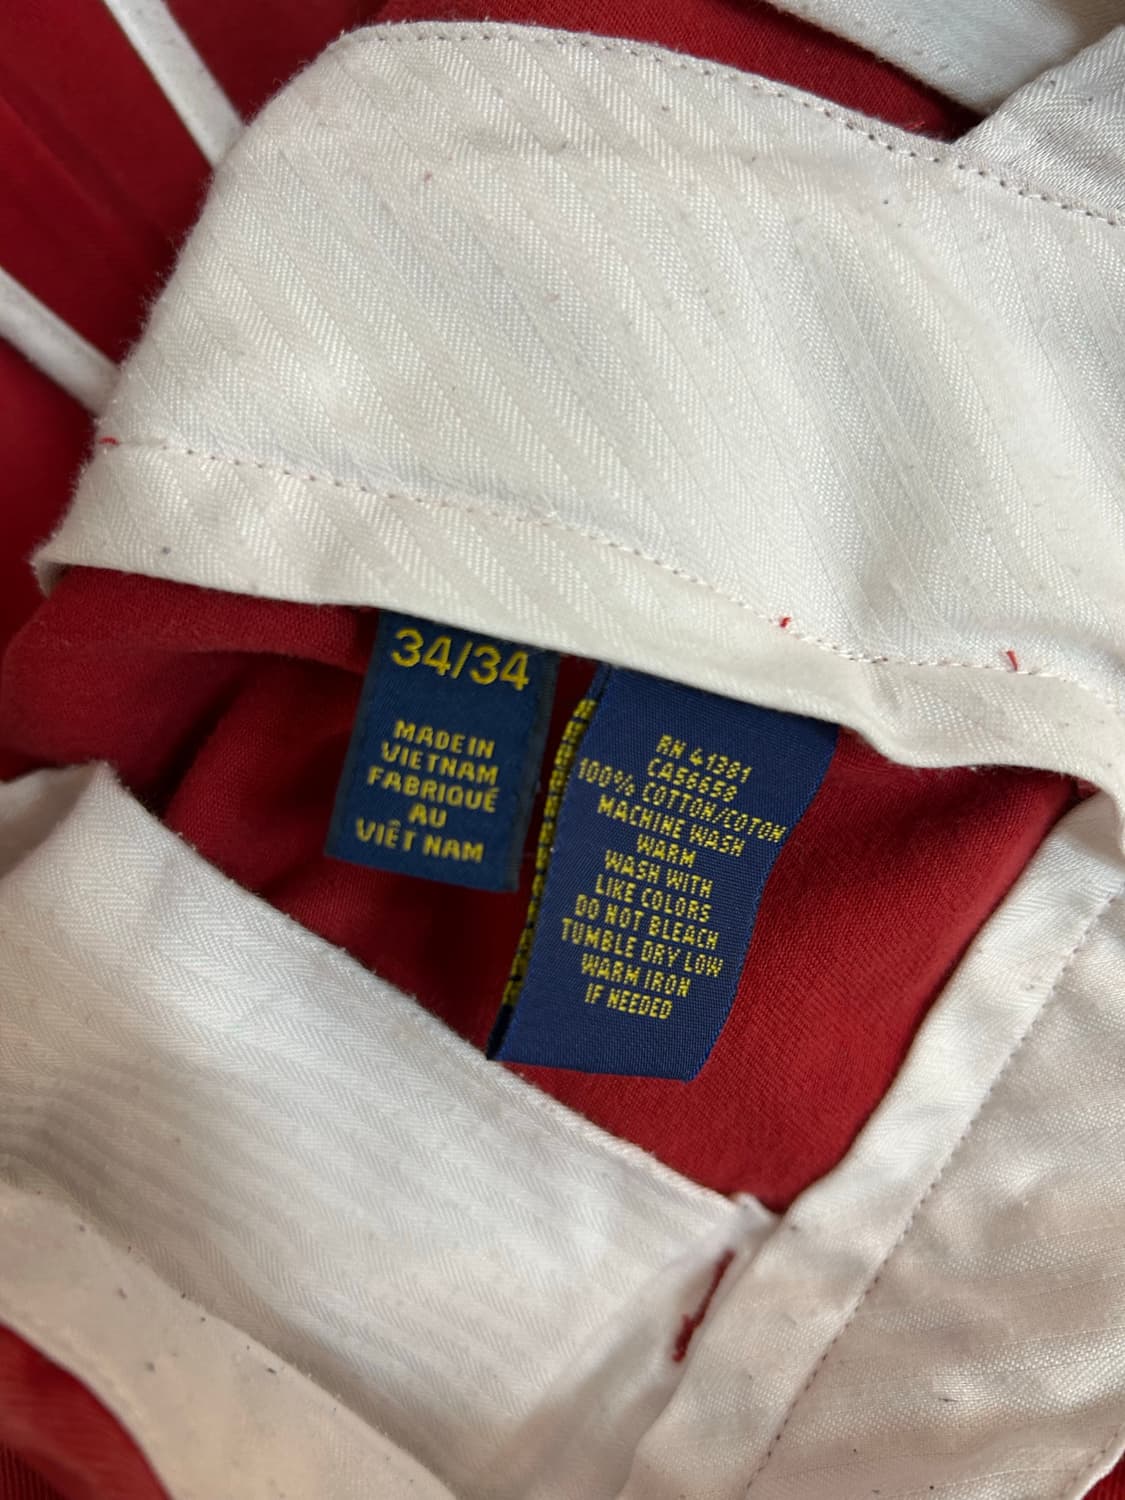 34/34
MADE IN
VIETNAM
FABRIQUÉ
AU
VIÊT NAM
RN 41381
CA56658
100% COTTON/COTON
MACHINE WASH
WARM
WASH WITH
LIKE COLORS
DO NOT BLEACH
TUMBLE DRY LOW
WARM IRON
IF NEEDED